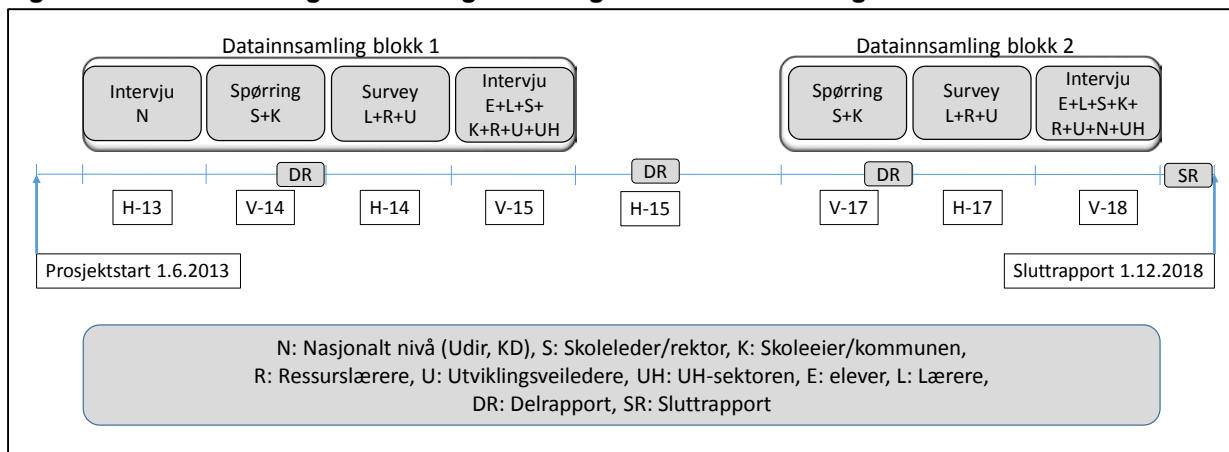 Datainnsamling blokk 1
Datainnsamling blokk 2
Intervju
N
Spørring
S+K
Survey
L+R+U
Intervju
E+L+S+
K+R+U+UH
Spørring
S+K
Survey
L+R+U
Intervju
E+L+S+K+
R+U+N+UH
DR
DR
DR
SR
H-13
V-14
H-14
V-15
H-15
V-17
H-17
V-18
Prosjektstart 1.6.2013
Sluttrapport 1.12.2018
N: Nasjonalt nivå (Udir, KD), S: Skoleleder/rektor, K: Skoleeier/kommunen,
R: Ressurslærere, U: Utviklingsveiledere, UH: UH-sektoren, E: elever, L: Lærere,
DR: Delrapport, SR: Sluttrapport